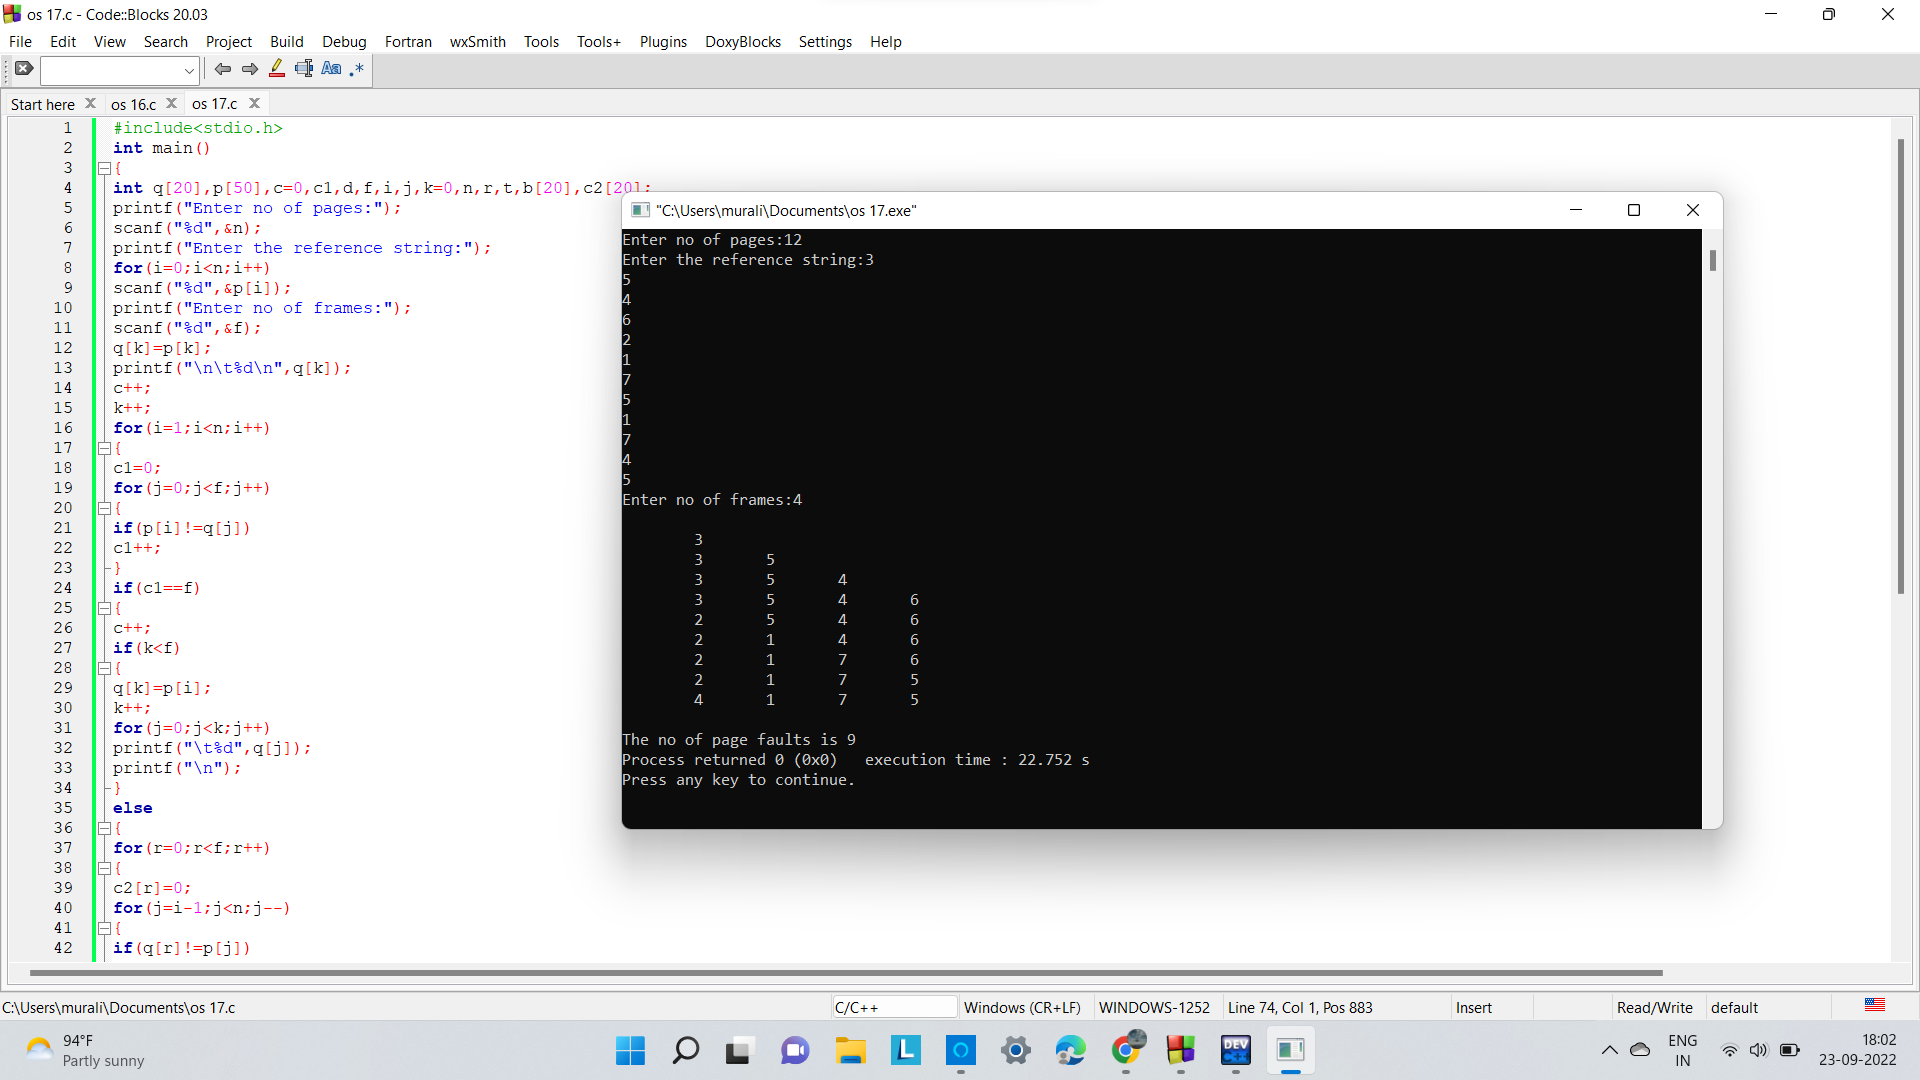 os 17.c - Code::Blocks 20.03
File Edit View Search Project Build Debug Fortran wxSmith Tools Tools+ Plugins DoxyBlocks Settings Help
Aa .*
Start here os 16.c os 17.c
1 #include<stdio.h>
2 int main()
3 {
4 int q[20],p[50],c=0,c1,d,f,i,j,k=0,n,r,t,b[20],c2[20];
5 printf("Enter no of pages:");
6 scanf("%d",&n);
7 printf("Enter the reference string:");
8 for(i=0;i<n;i++)
9 scanf("%d",&p[i]);
10 printf("Enter no of frames:");
11 scanf("%d",&f);
12 q[k]=p[k];
13 printf("\n\t%d\n",q[k]);
14 c++;
15 k++;
16 for(i=1;i<n;i++)
17 {
18 c1=0;
19 for(j=0;j<f;j++)
20 {
21 if(p[i]!=q[j])
22 c1++;
23 }
24 if(c1==f)
25 {
26 c++;
27 if(k<f)
28 {
29 q[k]=p[i];
30 k++;
31 for(j=0;j<k;j++)
32 printf("\t%d",q[j]);
33 printf("\n");
34 }
35 else
36 {
37 for(r=0;r<f;r++)
38 {
39 c2[r]=0;
40 for(j=i-1;j<n;j--)
41 {
42 if(q[r]!=p[j])
"C:\Users\murali\Documents\os 17.exe"
Enter no of pages:12
Enter the reference string:3
5
4
6
2
1
7
5
1
7
4
5
Enter no of frames:4
3
3 5
3 5 4
3 5 4 6
2 5 4 6
2 1 4 6
2 1 7 6
2 1 7 5
4 1 7 5
The no of page faults is 9
Process returned 0 (0x0) execution time : 22.752 s
Press any key to continue.
C:\Users\murali\Documents\os 17.c C/C++ Windows (CR+LF) WINDOWS-1252 Line 74, Col 1, Pos 883 Insert Read/Write default
94°F
Partly sunny
L
DEV
C++
ENG
IN
18:02
23-09-2022